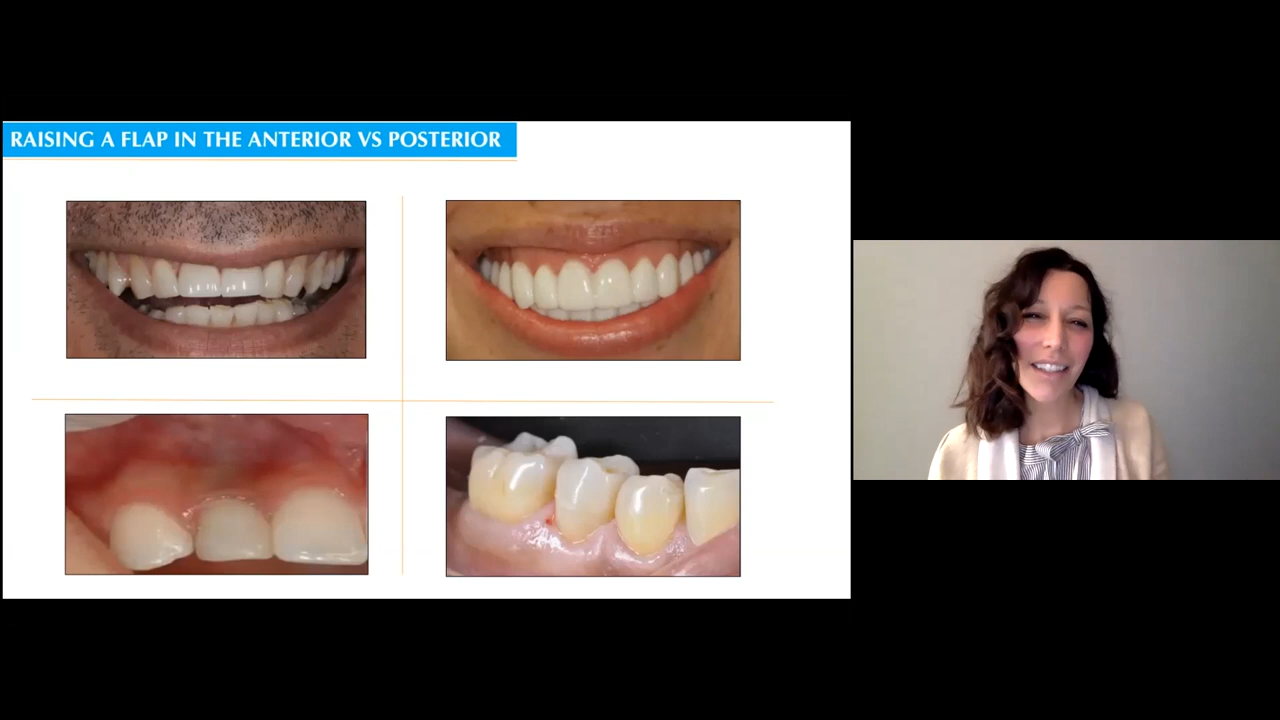 RAISING A FLAP IN THE ANTERIOR VS POSTERIOR